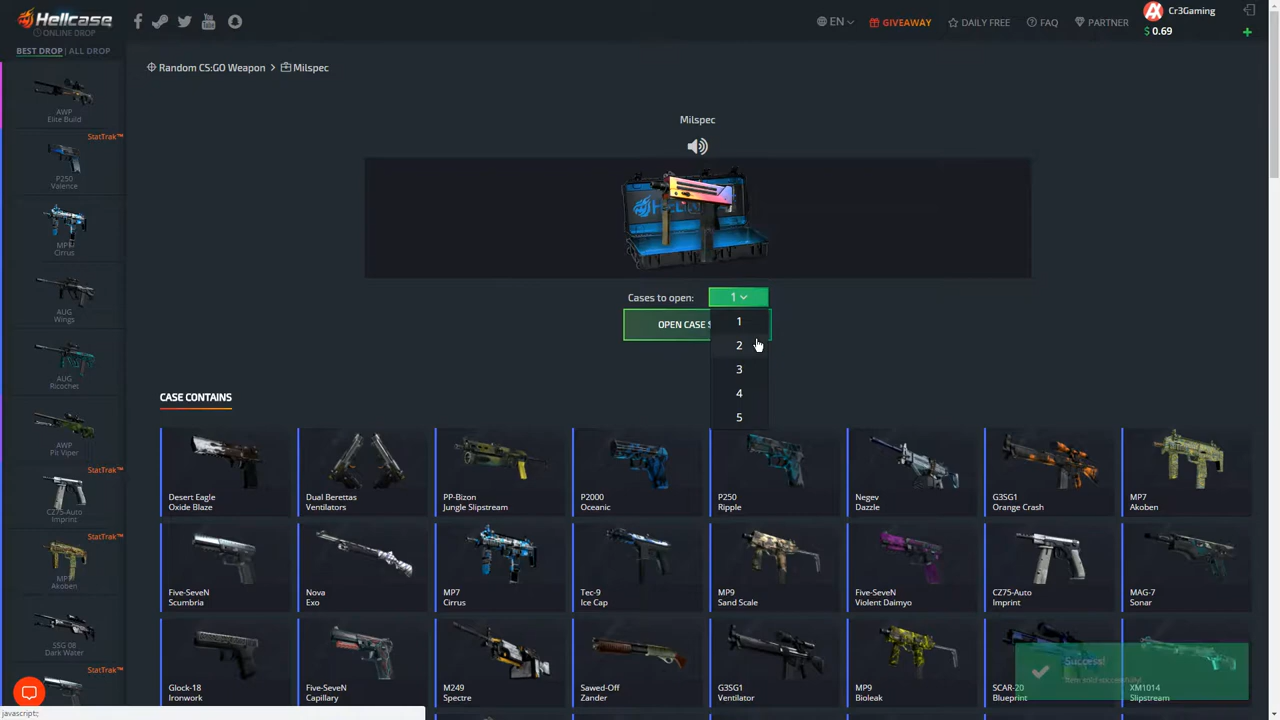 Hellcase
ONLINE DROP
EN
GIVEAWAY
DAILY FREE
FAQ
PARTNER
Cr3Gaming
$ 0.69
BEST DROP | ALL DROP
AWP
Elite Build
StatTrak™
P250
Valence
MP7
Cirrus
AUG
Wings
AUG
Ricochet
AWP
Pit Viper
StatTrak™
CZ75-Auto
Imprint
StatTrak™
MP7
Akoben
SSG 08
Dark Water
StatTrak™
Random CS:GO Weapon > Milspec
Milspec
Cases to open: 1
OPEN CASE
1
2
3
4
5
CASE CONTAINS
Desert Eagle
Oxide Blaze
Dual Berettas
Ventilators
PP-Bizon
Jungle Slipstream
P2000
Oceanic
P250
Ripple
Negev
Dazzle
G3SG1
Orange Crash
MP7
Akoben
Five-SeveN
Scumbria
Nova
Exo
MP7
Cirrus
Tec-9
Ice Cap
MP9
Sand Scale
Five-SeveN
Violent Daimyo
CZ75-Auto
Imprint
MAG-7
Sonar
Glock-18
Ironwork
Five-SeveN
Capillary
M249
Spectre
Sawed-Off
Zander
G3SG1
Ventilator
MP9
Bioleak
SCAR-20
Blueprint
XM1014
Slipstream
Success!
Item sold successfully!
javascript:;